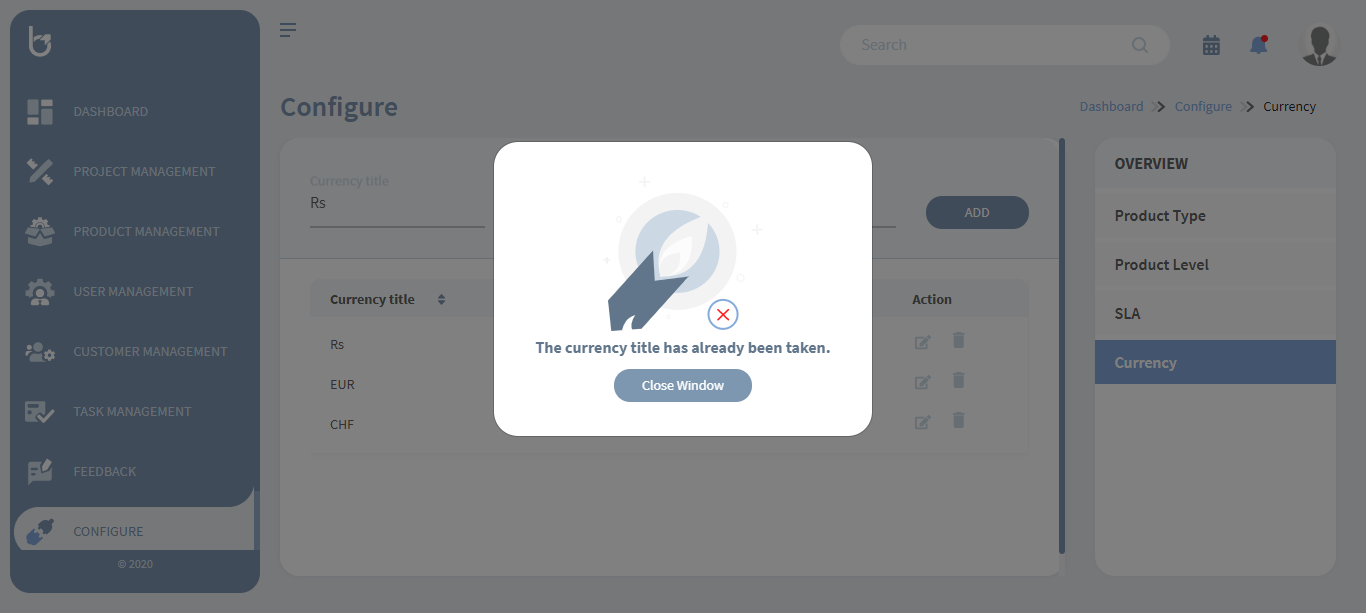 Search
DASHBOARD
PROJECT MANAGEMENT
PRODUCT MANAGEMENT
USER MANAGEMENT
CUSTOMER MANAGEMENT
TASK MANAGEMENT
FEEDBACK
CONFIGURE
© 2020
Configure
Dashboard Configure Currency
Currency title
Rs
ADD
Currency title Action
Rs
EUR
CHF
The currency title has already been taken.
Close Window
OVERVIEW
Product Type
Product Level
SLA
Currency